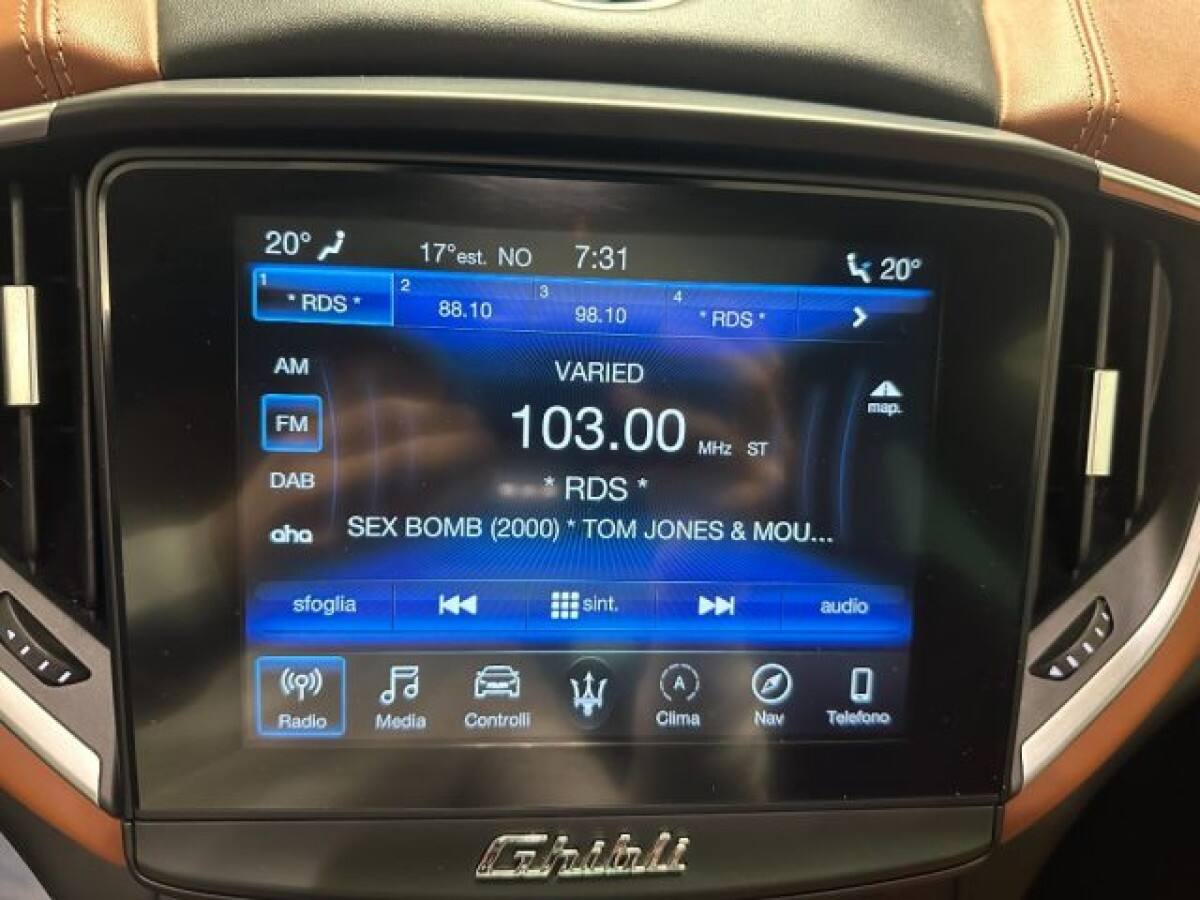 20° 17°est. NO 7:31 20°
1 * RDS * 2 88.10 3 98.10 4 * RDS *
AM
VARIED
map.
FM
103.00 MHz ST
DAB
* RDS *
aha
SEX BOMB (2000) * TOM JONES & MOU...
sfoglia sint. audio
A
Radio Media Controlli Clima Nav Telefono
Ghibli